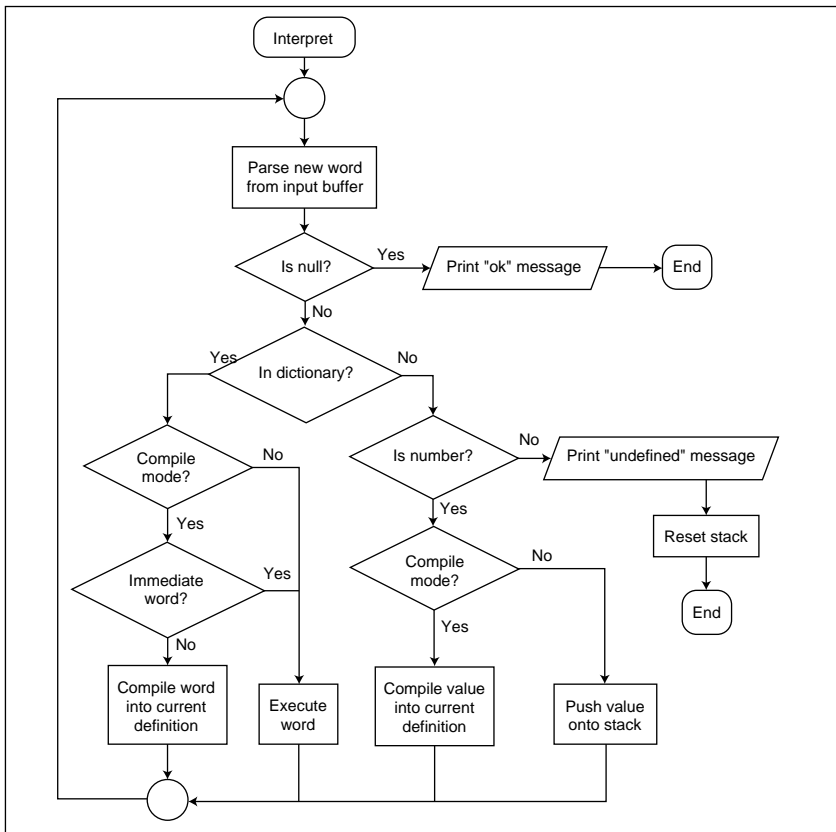 Interpret
Parse new word
from input buffer
Is null?
Yes
Print "ok" message
End
No
In dictionary?
Yes
No
Compile
mode?
No
Yes
Immediate
word?
Yes
No
Compile word
into current
definition
Execute
word
Is number?
No
Print "undefined" message
Reset stack
End
Yes
Compile
mode?
No
Yes
Compile value
into current
definition
Push value
onto stack